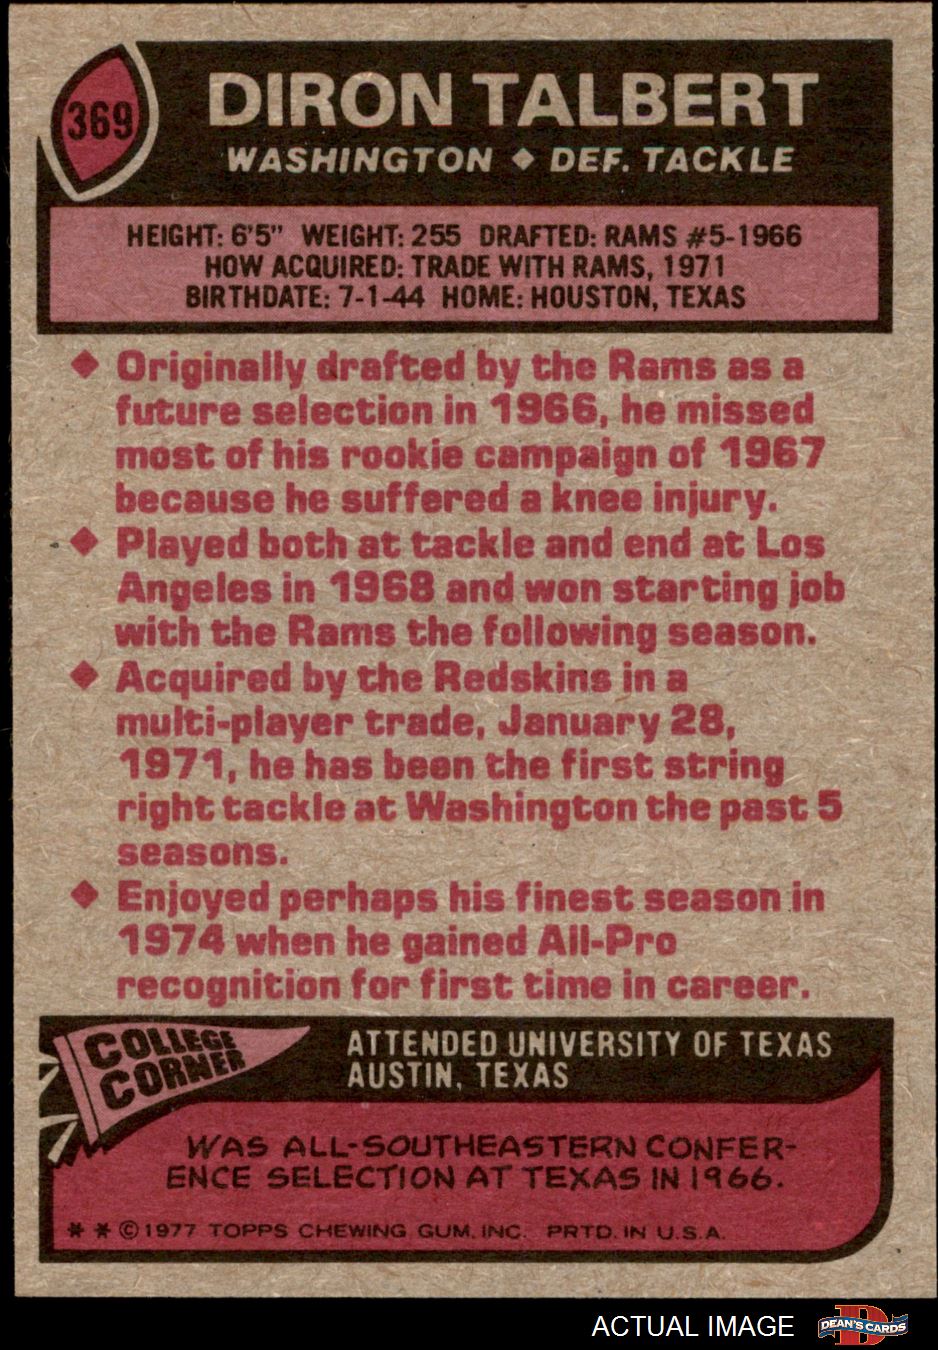 369
DIRON TALBERT
WASHINGTON ◆ DEF. TACKLE
HEIGHT: 6'5" WEIGHT: 255 DRAFTED: RAMS #5-1966
HOW ACQUIRED: TRADE WITH RAMS, 1971
BIRTHDATE: 7-1-44 HOME: HOUSTON, TEXAS
◆ Originally drafted by the Rams as a
future selection in 1966, he missed
most of his rookie campaign of 1967
because he suffered a knee injury.
◆ Played both at tackle and end at Los
Angeles in 1968 and won starting job
with the Rams the following season.
◆ Acquired by the Redskins in a
multi-player trade, January 28,
1971, he has been the first string
right tackle at Washington the past 5
seasons.
◆ Enjoyed perhaps his finest season in
1974 when he gained All-Pro
recognition for first time in career.
COLLEGE
CORNER
ATTENDED UNIVERSITY OF TEXAS
AUSTIN, TEXAS
WAS ALL-SOUTHEASTERN CONFER-
ENCE SELECTION AT TEXAS IN 1966.
* * © 1977 TOPPS CHEWING GUM, INC. PRTD. IN U.S.A.
ACTUAL IMAGE
D
DEAN'S CARDS